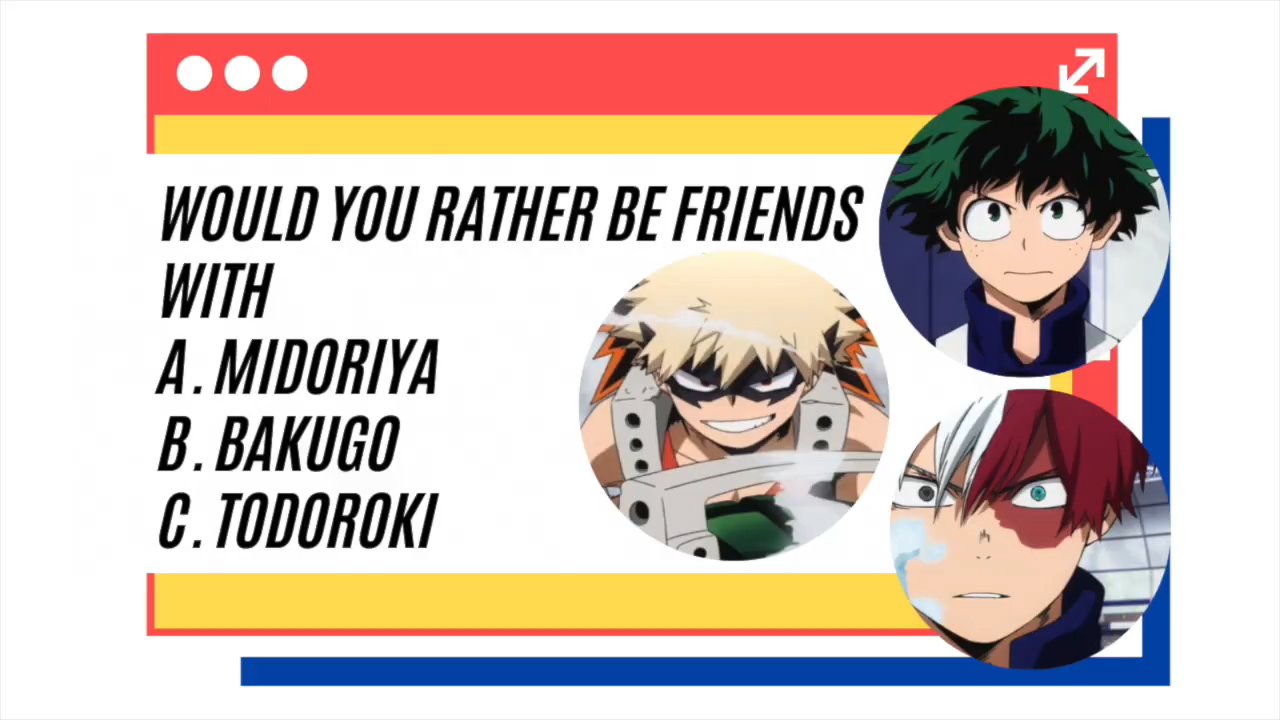 WOULD YOU RATHER BE FRIENDS
WITH
A. MIDORIYA
B. BAKUGO
C. TODOROKI